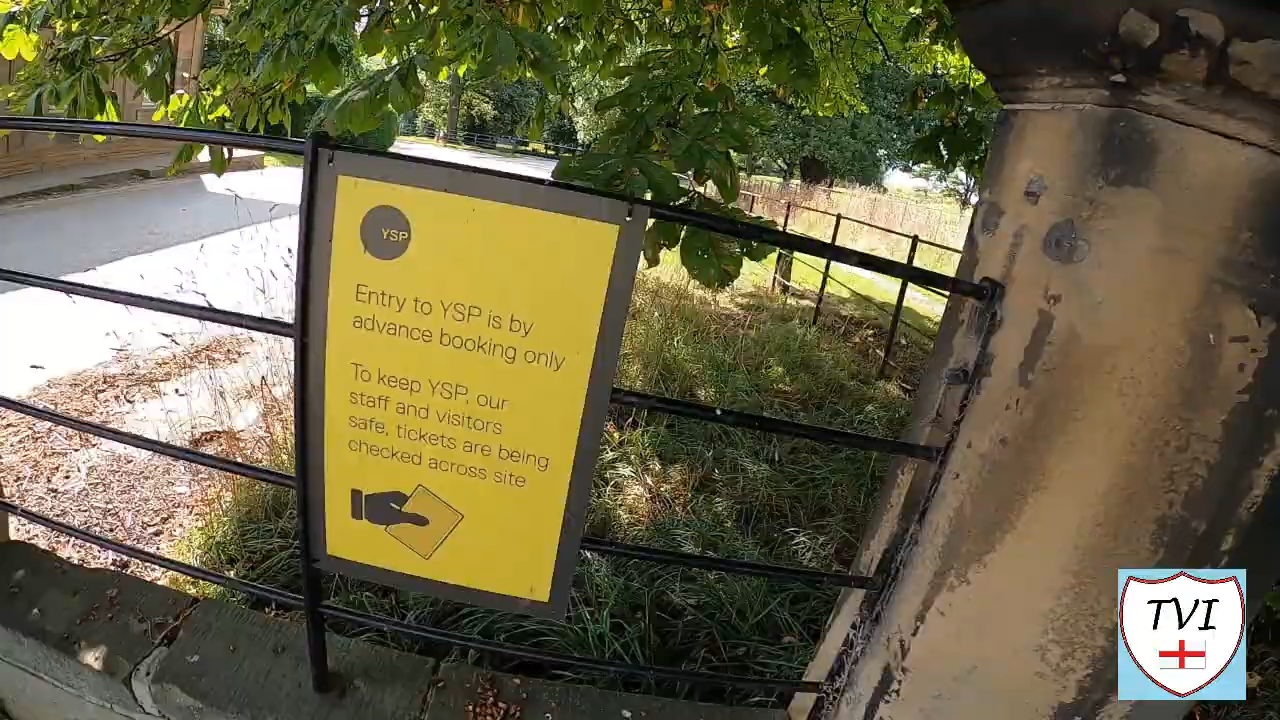 YSP
Entry to YSP is by
advance booking only
To keep YSP, our
staff and visitors
safe, tickets are being
checked across site
TVI